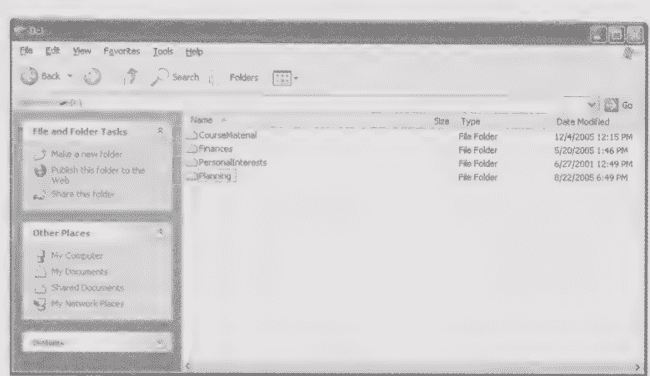 D:\
File Edit View Favorites Tools Help
Back Search Folders
D:\ Go
File and Folder Tasks
Make a new folder
Publish this folder to the
Web
Share this folder
Other Places
My Computer
My Documents
Shared Documents
My Network Places
Details
Name Size Type Date Modified
CourseMaterial File Folder 12/4/2005 12:15 PM
Finances File Folder 5/20/2005 1:46 PM
PersonalInterests File Folder 6/27/2001 12:49 PM
Planning File Folder 8/22/2005 6:49 PM